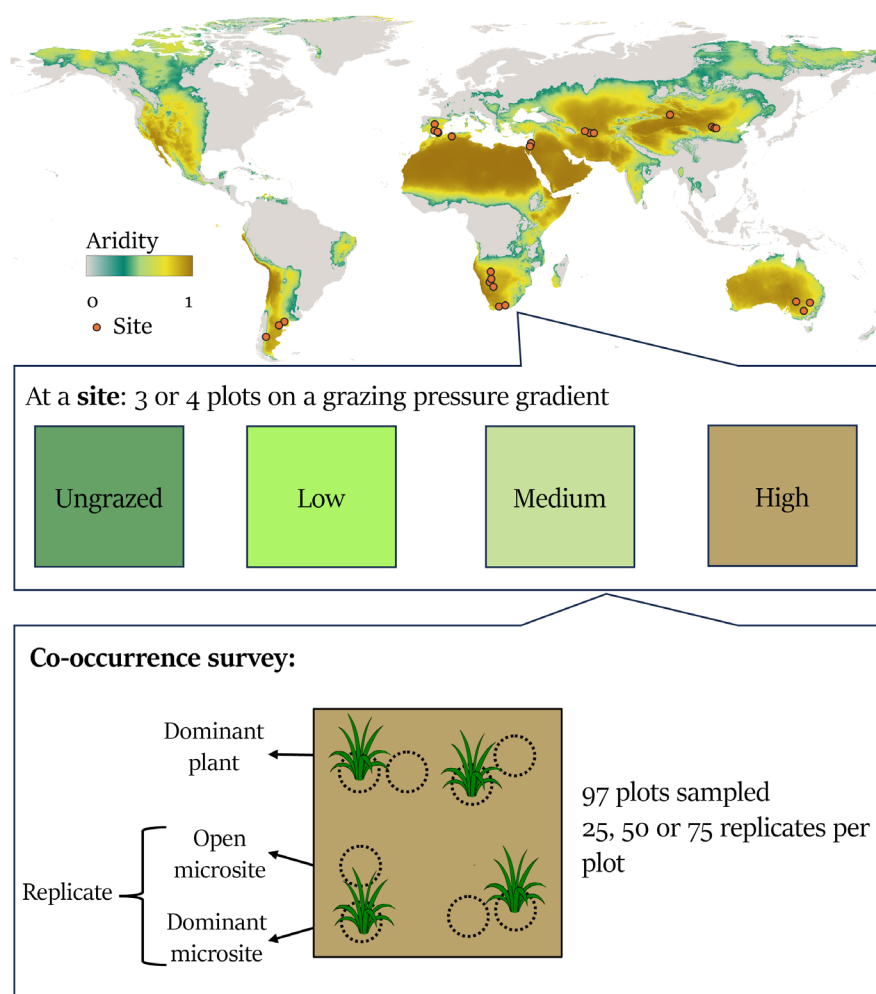 Aridity
0 1
Site
At a site: 3 or 4 plots on a grazing pressure gradient
Ungrazed
Low
Medium
High
Co-occurrence survey:
Dominant
plant
Open
microsite
Replicate
Dominant
microsite
97 plots sampled
25, 50 or 75 replicates per
plot